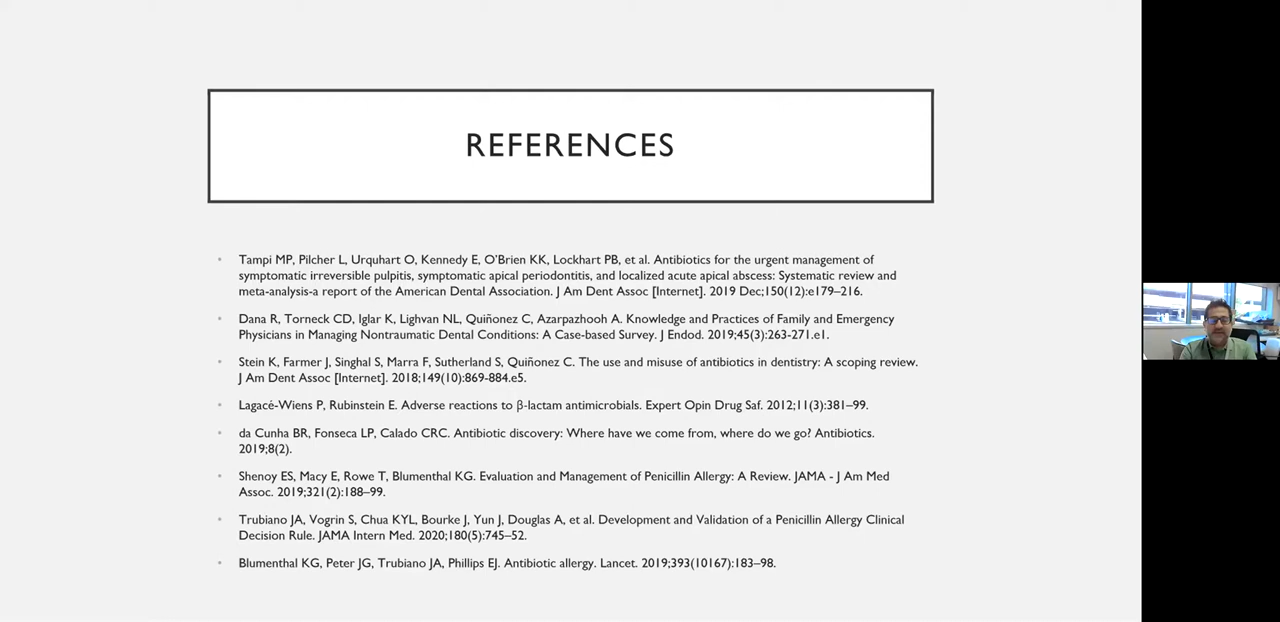 REFERENCES
Tampi MP, Pilcher L, Urquhart O, Kennedy E, O'Brien KK, Lockhart PB, et al. Antibiotics for the urgent management of
symptomatic irreversible pulpitis, symptomatic apical periodontitis, and localized acute apical abscess: Systematic review and
meta-analysis-a report of the American Dental Association. J Am Dent Assoc [Internet]. 2019 Dec;150(12):e179–216.
Dana R, Torneck CD, Iglar K, Lighvan NL, Quiñonez C, Azarpazhooh A. Knowledge and Practices of Family and Emergency
Physicians in Managing Nontraumatic Dental Conditions: A Case-based Survey. J Endod. 2019;45(3):263-271.e1.
Stein K, Farmer J, Singhal S, Marra F, Sutherland S, Quiñonez C. The use and misuse of antibiotics in dentistry: A scoping review.
J Am Dent Assoc [Internet]. 2018;149(10):869-884.e5.
Lagacé-Wiens P, Rubinstein E. Adverse reactions to β-lactam antimicrobials. Expert Opin Drug Saf. 2012;11(3):381–99.
da Cunha BR, Fonseca LP, Calado CRC. Antibiotic discovery: Where have we come from, where do we go? Antibiotics.
2019;8(2).
Shenoy ES, Macy E, Rowe T, Blumenthal KG. Evaluation and Management of Penicillin Allergy: A Review. JAMA - J Am Med
Assoc. 2019;321(2):188–99.
Trubiano JA, Vogrin S, Chua KYL, Bourke J, Yun J, Douglas A, et al. Development and Validation of a Penicillin Allergy Clinical
Decision Rule. JAMA Intern Med. 2020;180(5):745–52.
Blumenthal KG, Peter JG, Trubiano JA, Phillips EJ. Antibiotic allergy. Lancet. 2019;393(10167):183–98.